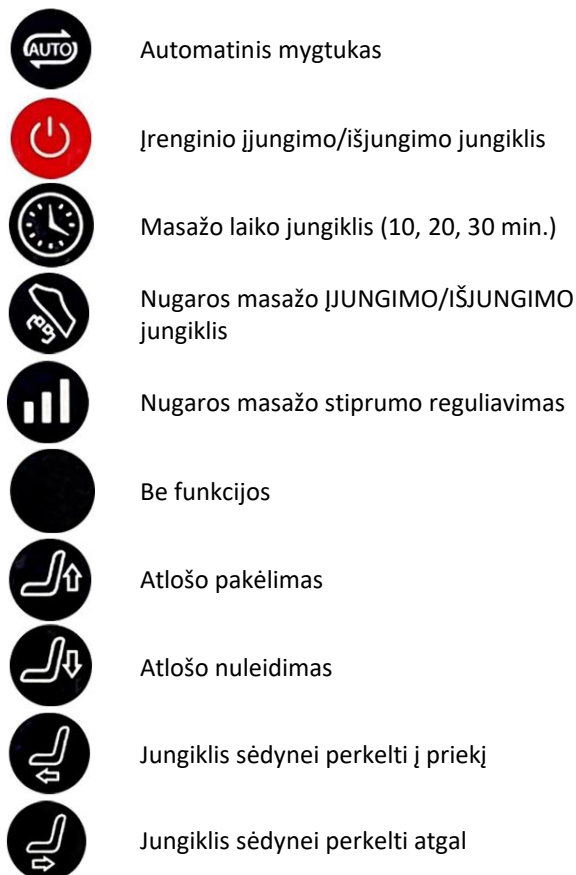 AUTO
Automatinis mygtukas
Įrenginio įjungimo/išjungimo jungiklis
Masažo laiko jungiklis (10, 20, 30 min.)
Nugaros masažo ĮJUNGIMO/IŠJUNGIMO
jungiklis
Nugaros masažo stiprumo reguliavimas
Be funkcijos
Atlošo pakėlimas
Atlošo nuleidimas
Jungiklis sėdynei perkelti į priekį
Jungiklis sėdynei perkelti atgal